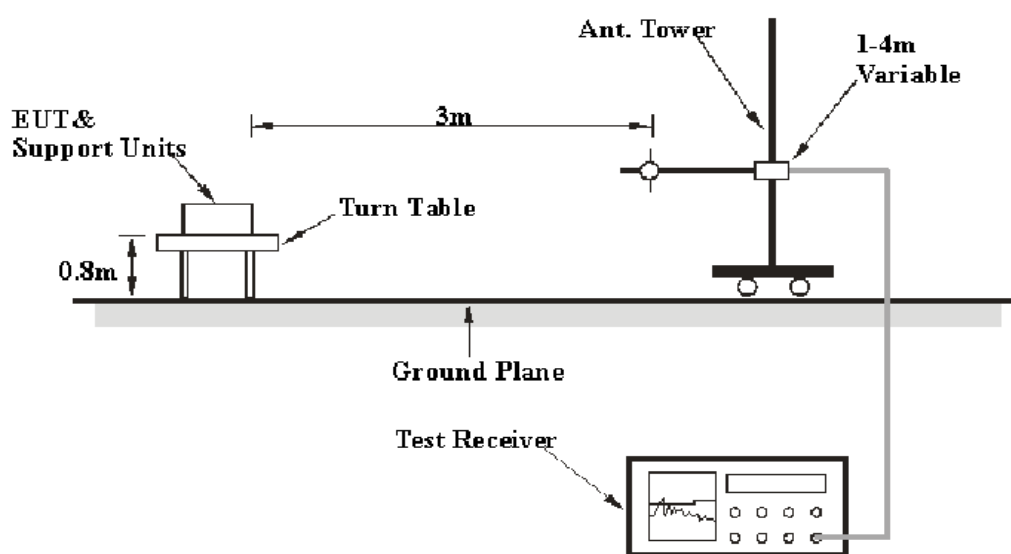 Ant. Tower
1-4m
Variable
EUT&
Support Units
3m
Turn Table
0.8m
Ground Plane
Test Receiver